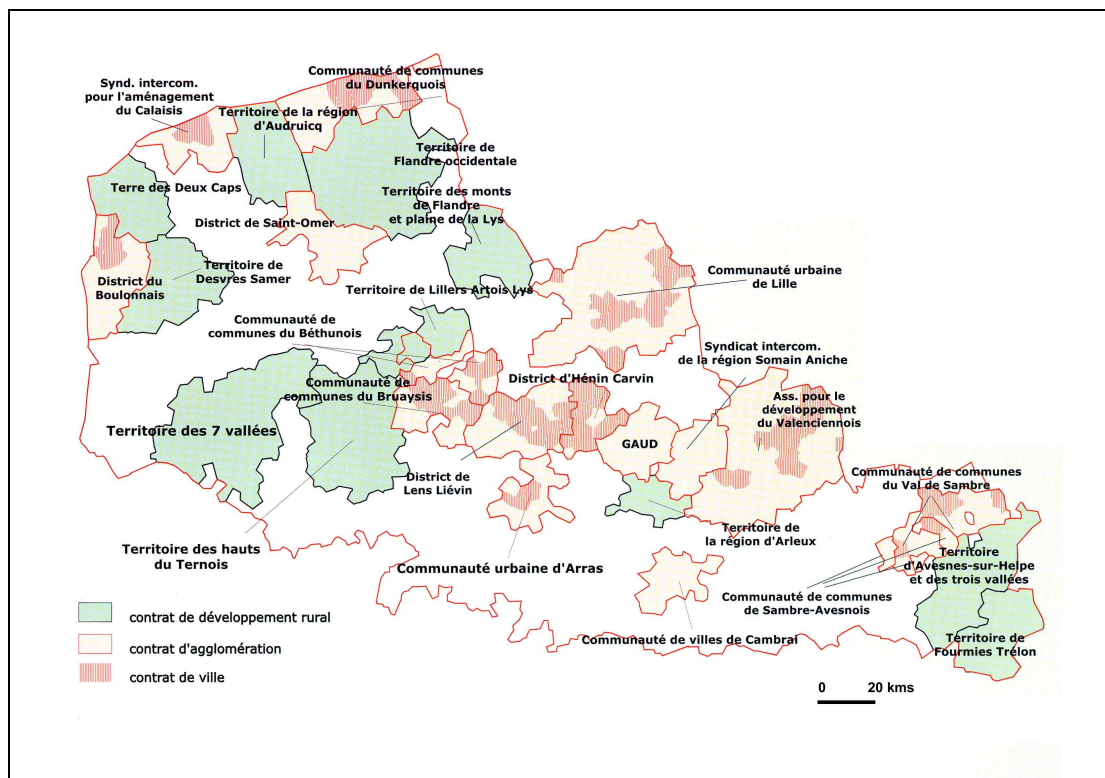 Communauté de communes
du Dunkerquois
Synd. intercom.
pour l'aménagement
du Calaisis
Territoire de la région
d'Audruicq
Territoire de
Flandre occidentale
Terre des Deux Caps
Territoire des monts
de Flandre
et plaine de la Lys
District de Saint-Omer
Territoire de
Desvres Samer
District du
Boulonnais
Communauté urbaine
de Lille
Territoire de Lillers Artois Lys
Communauté de
communes du Béthunois
Syndicat intercom.
de la région Somain Aniche
District d'Hénin Carvin
Communauté de
communes du Bruaysis
Ass. pour le
développement
du Valenciennois
Territoire des 7 vallées
GAUD
District de
Lens Liévin
Communauté de communes
du Val de Sambre
Territoire de
la région d'Arleux
Territoire des hauts
du Ternois
Communauté urbaine d'Arras
Territoire
d'Avesnes-sur-Helpe
et des trois vallées
Communauté de communes
de Sambre-Avesnois
Communauté de villes de Cambrai
Territoire de
Fourmies Trélon
contrat de développement rural
contrat d'agglomération
contrat de ville
0 20 kms